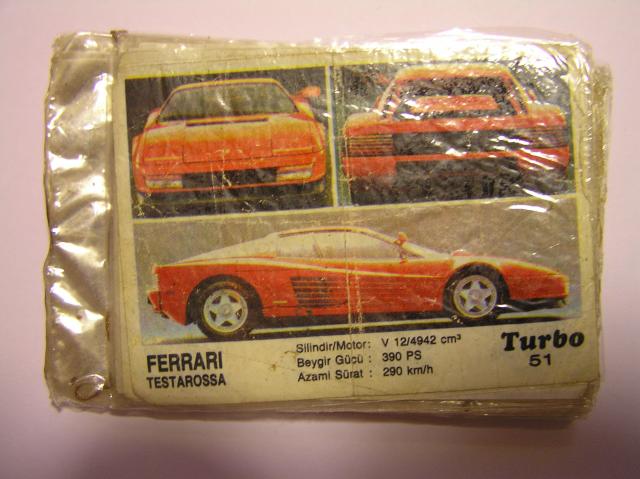 FERRARI
TESTAROSSA
Silindir/Motor: V 12/4942 cm³
Beygir Gücü : 390 PS
Azami Sürat : 290 km/h
Turbo
51